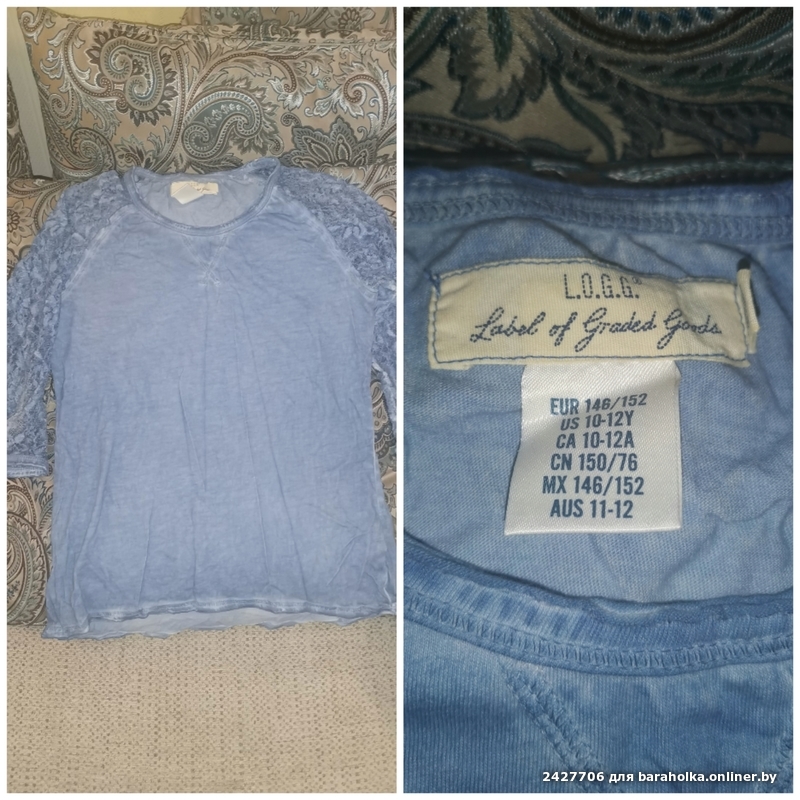 L.O.G.G.®
Label of Graded Goods
EUR 146/152
US 10-12Y
CA 10-12A
CN 150/76
MX 146/152
AUS 11-12
2427706 для baraholka.onliner.by